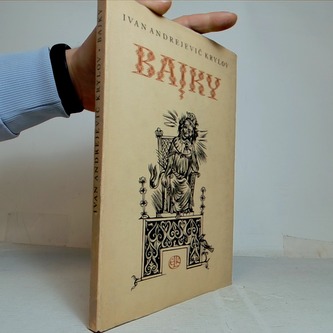 IVAN ANDREJEVIČ KRYLOV
BAJKY
IVAN ANDREJEVIČ KRYLOV • BAJKY